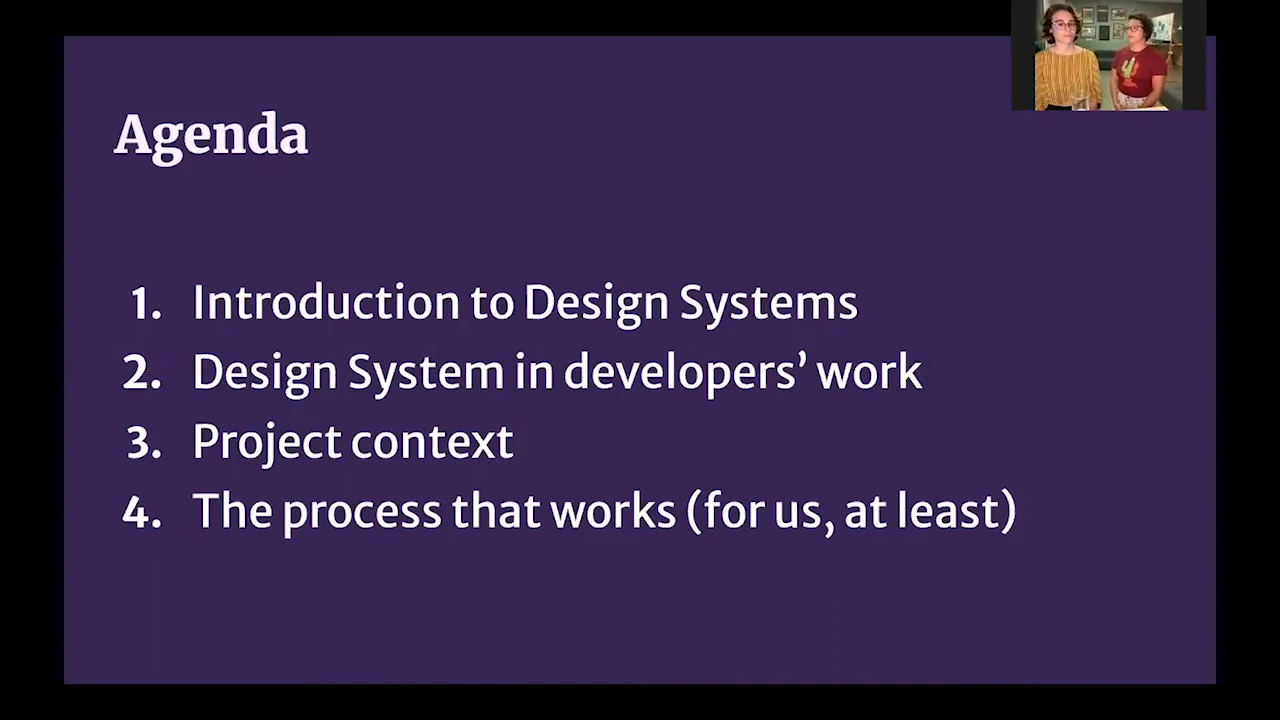 Agenda
1. Introduction to Design Systems
2. Design System in developers’ work
3. Project context
4. The process that works (for us, at least)